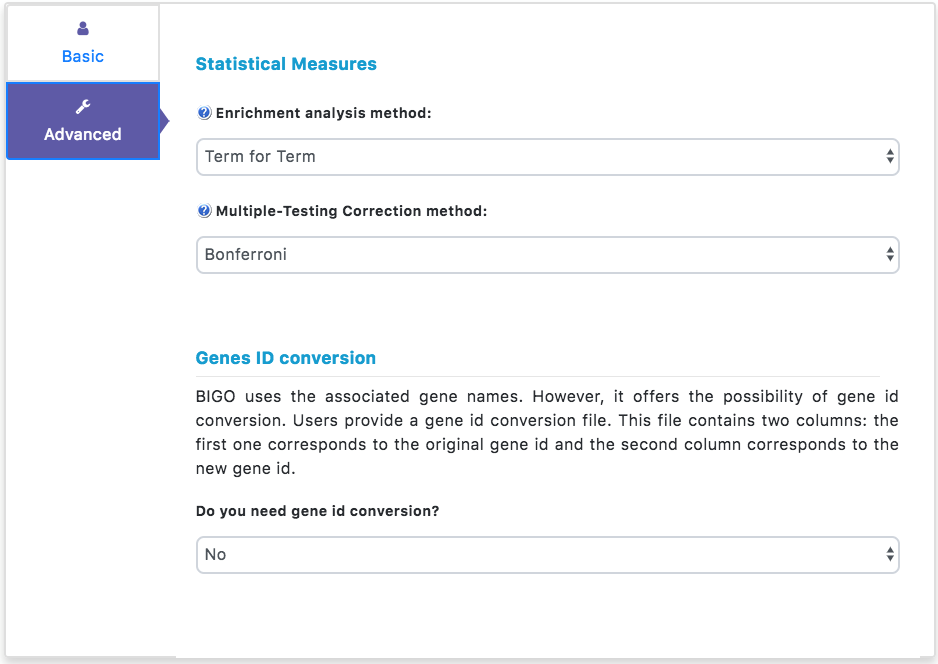 Basic
Advanced
Statistical Measures
? Enrichment analysis method:
Term for Term
? Multiple-Testing Correction method:
Bonferroni
Genes ID conversion
BIGO uses the associated gene names. However, it offers the possibility of gene id
conversion. Users provide a gene id conversion file. This file contains two columns: the
first one corresponds to the original gene id and the second column corresponds to the
new gene id.
Do you need gene id conversion?
No